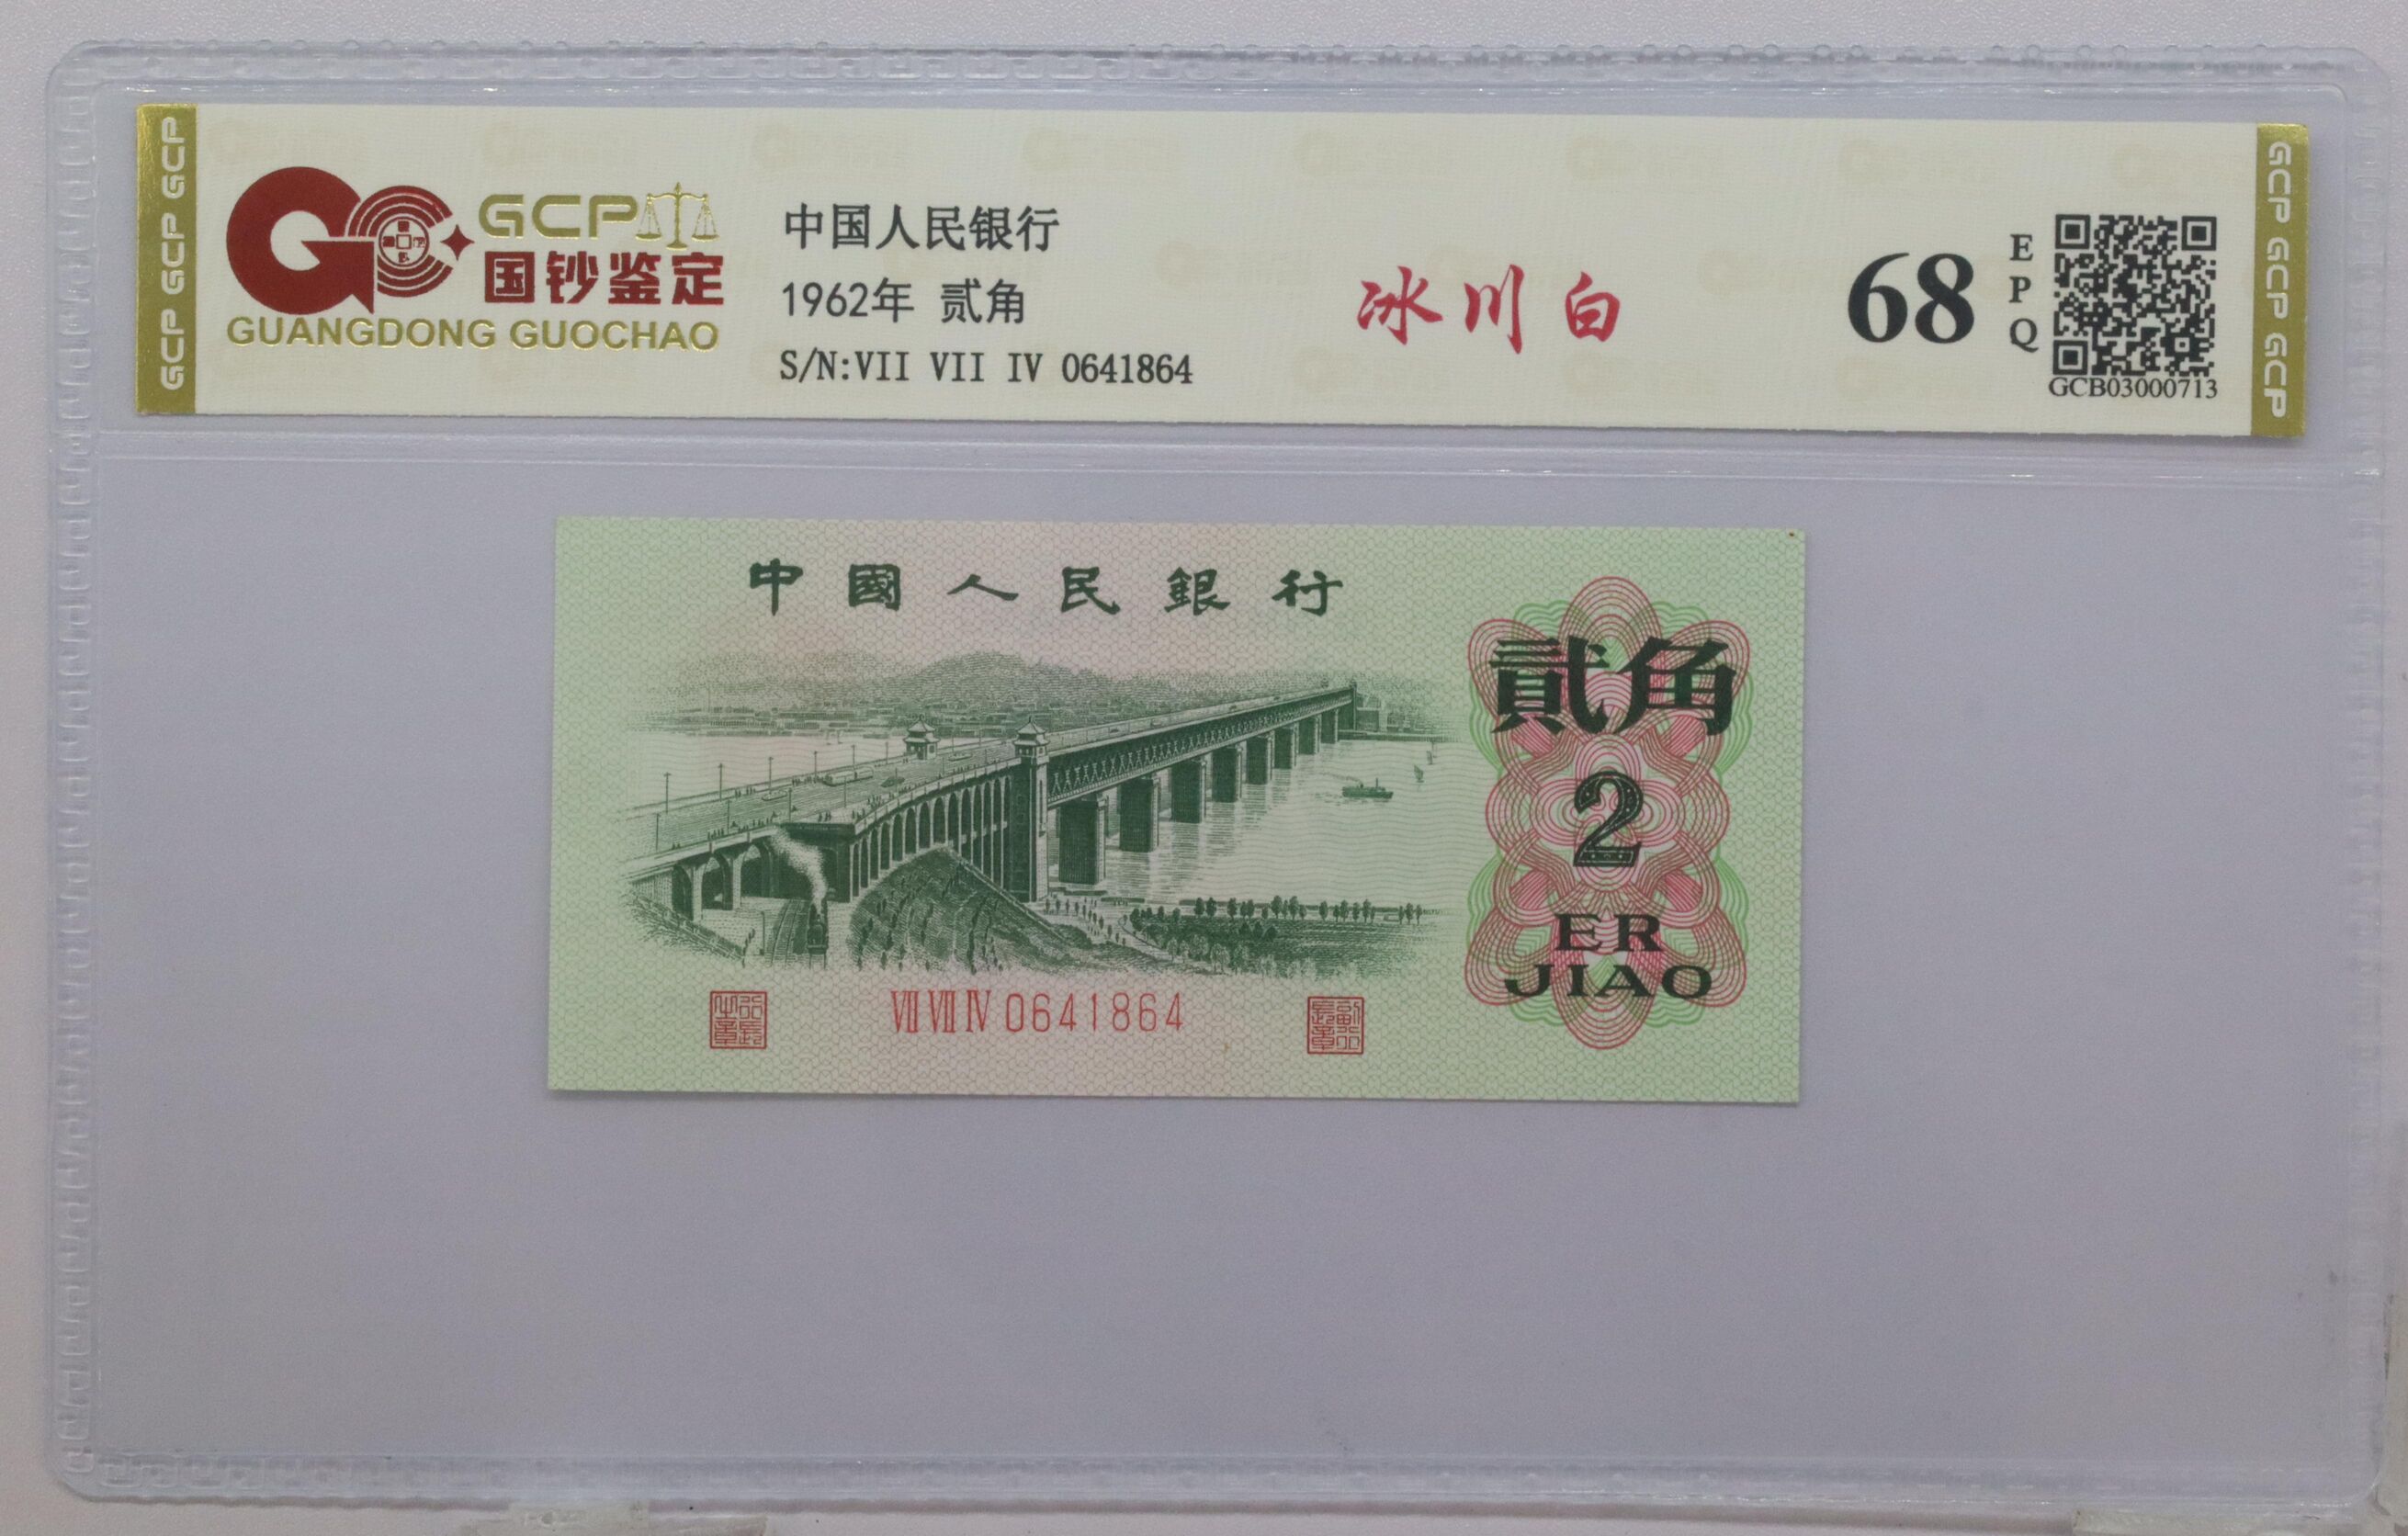 GCP GCP GCP
GCP
国钞鉴定
GUANGDONG GUOCHAO
中国人民银行
1962年 贰角
S/N:VII VII IV 0641864
冰川白
68
EPQ
GCB03000713
GCP GCP GCP
中國人民銀行
貳角
2
ER
JIAO
VII VII IV 0641864